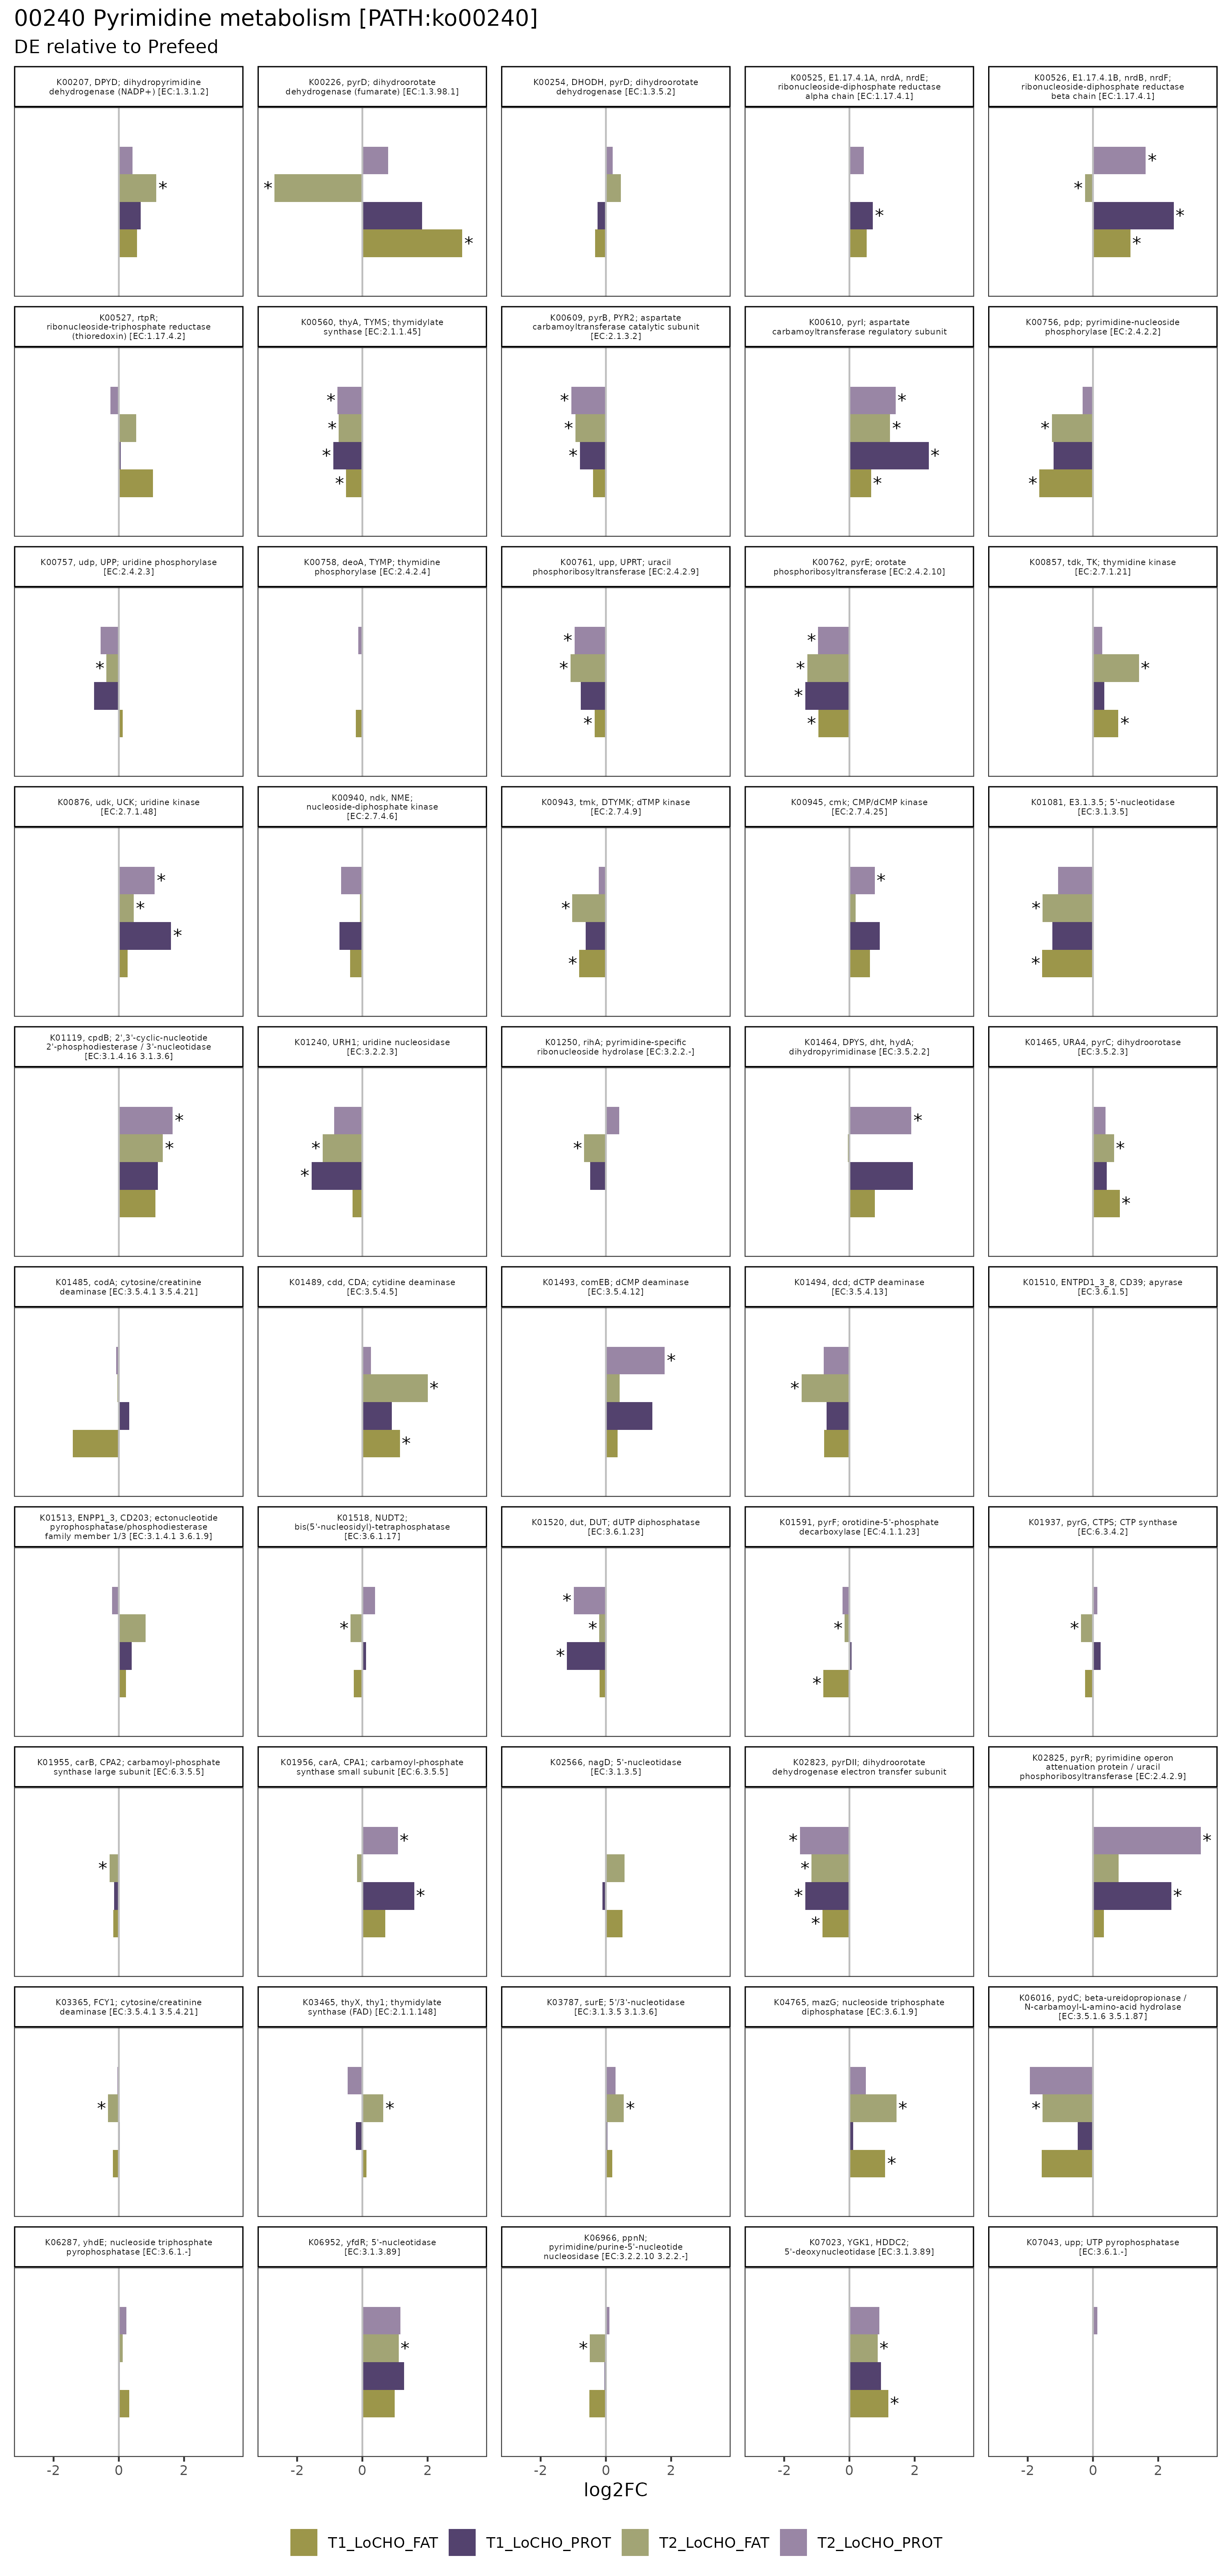 00240 Pyrimidine metabolism [PATH:ko00240]
DE relative to Prefeed
K00207, DPYD; dihydropyrimidine
dehydrogenase (NADP+) [EC:1.3.1.2]
K00226, pyrD; dihydroorotate
dehydrogenase (fumarate) [EC:1.3.98.1]
K00254, DHODH, pyrD; dihydroorotate
dehydrogenase [EC:1.3.5.2]
K00525, E1.17.4.1A, nrdA, nrdE;
ribonucleoside-diphosphate reductase
alpha chain [EC:1.17.4.1]
K00526, E1.17.4.1B, nrdB, nrdF;
ribonucleoside-diphosphate reductase
beta chain [EC:1.17.4.1]
* * * * * * *
K00527, rtpR;
ribonucleoside-triphosphate reductase
(thioredoxin) [EC:1.17.4.2]
K00560, thyA, TYMS; thymidylate
synthase [EC:2.1.1.45]
K00609, pyrB, PYR2; aspartate
carbamoyltransferase catalytic subunit
[EC:2.1.3.2]
K00610, pyrI; aspartate
carbamoyltransferase regulatory subunit
K00756, pdp; pyrimidine-nucleoside
phosphorylase [EC:2.4.2.2]
K00757, udp, UPP; uridine phosphorylase
[EC:2.4.2.3]
K00758, deoA, TYMP; thymidine
phosphorylase [EC:2.4.2.4]
K00761, upp, UPRT; uracil
phosphoribosyltransferase [EC:2.4.2.9]
K00762, pyrE; orotate
phosphoribosyltransferase [EC:2.4.2.10]
K00857, tdk, TK; thymidine kinase
[EC:2.7.1.21]
K00876, udk, UCK; uridine kinase
[EC:2.7.1.48]
K00940, ndk, NME;
nucleoside-diphosphate kinase
[EC:2.7.4.6]
K00943, tmk, DTYMK; dTMP kinase
[EC:2.7.4.9]
K00945, cmk; CMP/dCMP kinase
[EC:2.7.4.25]
K01081, E3.1.3.5; 5'-nucleotidase
[EC:3.1.3.5]
K01119, cpdB; 2',3'-cyclic-nucleotide
2'-phosphodiesterase / 3'-nucleotidase
[EC:3.1.4.16 3.1.3.6]
K01240, URH1; uridine nucleosidase
[EC:3.2.2.3]
K01250, rihA; pyrimidine-specific
ribonucleoside hydrolase [EC:3.2.2.-]
K01464, DPYS, dht, hydA;
dihydropyrimidinase [EC:3.5.2.2]
K01465, URA4, pyrC; dihydroorotase
[EC:3.5.2.3]
K01485, codA; cytosine/creatinine
deaminase [EC:3.5.4.1 3.5.4.21]
K01489, cdd, CDA; cytidine deaminase
[EC:3.5.4.5]
K01493, comEB; dCMP deaminase
[EC:3.5.4.12]
K01494, dcd; dCTP deaminase
[EC:3.5.4.13]
K01510, ENTPD1_3_8, CD39; apyrase
[EC:3.6.1.5]
K01513, ENPP1_3, CD203; ectonucleotide
pyrophosphatase/phosphodiesterase
family member 1/3 [EC:3.1.4.1 3.6.1.9]
K01518, NUDT2;
bis(5'-nucleosidyl)-tetraphosphatase
[EC:3.6.1.17]
K01520, dut, DUT; dUTP diphosphatase
[EC:3.6.1.23]
K01591, pyrF; orotidine-5'-phosphate
decarboxylase [EC:4.1.1.23]
K01937, pyrG, CTPS; CTP synthase
[EC:6.3.4.2]
K01955, carB, CPA2; carbamoyl-phosphate
synthase large subunit [EC:6.3.5.5]
K01956, carA, CPA1; carbamoyl-phosphate
synthase small subunit [EC:6.3.5.5]
K02566, nagD; 5'-nucleotidase
[EC:3.1.3.5]
K02823, pyrDII; dihydroorotate
dehydrogenase electron transfer subunit
K02825, pyrR; pyrimidine operon
attenuation protein / uracil
phosphoribosyltransferase [EC:2.4.2.9]
K03365, FCY1; cytosine/creatinine
deaminase [EC:3.5.4.1 3.5.4.21]
K03465, thyX, thy1; thymidylate
synthase (FAD) [EC:2.1.1.148]
K03787, surE; 5'/3'-nucleotidase
[EC:3.1.3.5 3.1.3.6]
K04765, mazG; nucleoside triphosphate
diphosphatase [EC:3.6.1.9]
K06016, pydC; beta-ureidopropionase /
N-carbamoyl-L-amino-acid hydrolase
[EC:3.5.1.6 3.5.1.87]
K06287, yhdE; nucleoside triphosphate
pyrophosphatase [EC:3.6.1.-]
K06952, yfdR; 5'-nucleotidase
[EC:3.1.3.89]
K06966, ppnN;
pyrimidine/purine-5'-nucleotide
nucleosidase [EC:3.2.2.10 3.2.2.-]
K07023, YGK1, HDDC2;
5'-deoxynucleotidase [EC:3.1.3.89]
K07043, upp; UTP pyrophosphatase
[EC:3.6.1.-]
-2 0 2 -2 0 2 -2 0 2 -2 0 2 -2 0 2
log2FC
T1_LoCHO_FAT T1_LoCHO_PROT T2_LoCHO_FAT T2_LoCHO_PROT